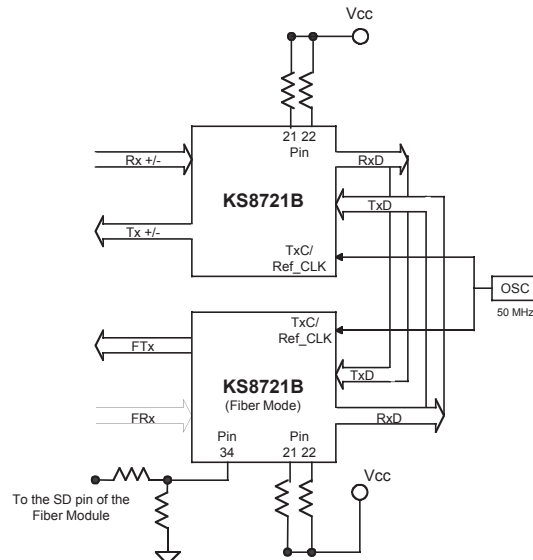 Vcc
21 22
Pin
Rx +/-
RxD
KS8721B
TxD
Tx +/-
TxC/
Ref_CLK
OSC
50 MHz
TxC/
Ref_CLK
FTx
KS8721B
TxD
(Fiber Mode)
FRx
RxD
Pin
34
Pin
21 22
Vcc
To the SD pin of the
Fiber Module